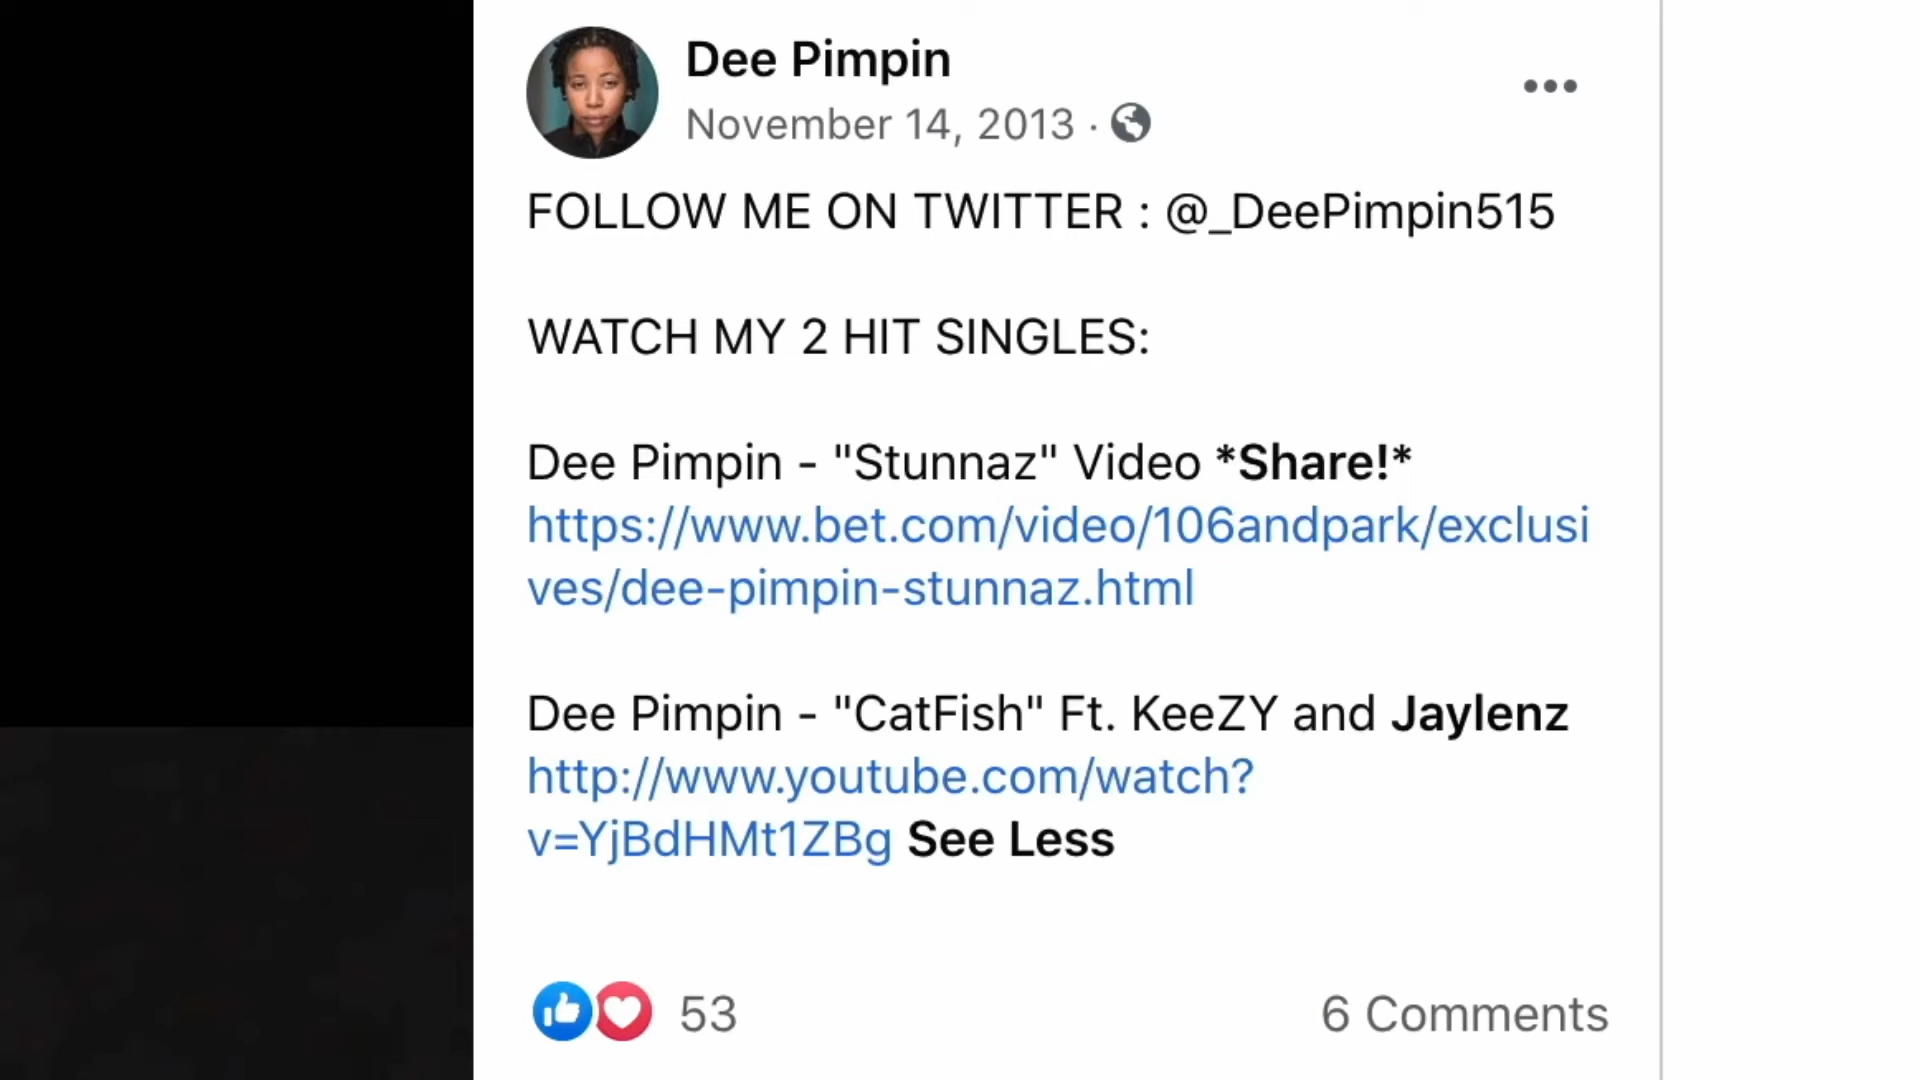 Dee Pimpin
November 14, 2013 ·
FOLLOW ME ON TWITTER : @_DeePimpin515
WATCH MY 2 HIT SINGLES:
Dee Pimpin - "Stunnaz" Video *Share!*
https://www.bet.com/video/106andpark/exclusi
ves/dee-pimpin-stunnaz.html
Dee Pimpin - "CatFish" Ft. KeeZY and Jaylenz
http://www.youtube.com/watch?
v=YjBdHMt1ZBg See Less
53
6 Comments